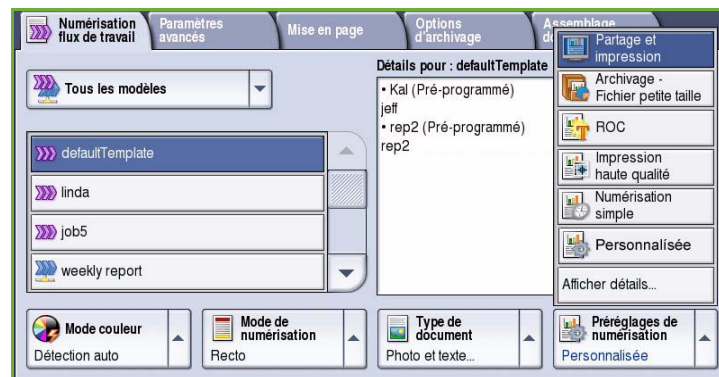 Numérisation
flux de travail
Paramètres
avancés
Mise en page
Options
d'archivage
Assemblage
Tous les modèles
defaultTemplate
linda
job5
weekly report
Détails pour : defaultTemplate
• Kal (Pré-programmé)
jeff
• rep2 (Pré-programmé)
rep2
Partage et
impression
Archivage -
Fichier petite taille
ROC
Impression
haute qualité
Numérisation
simple
Personnalisée
Afficher détails...
Mode couleur
Détection auto
Mode de
numérisation
Recto
Type de
document
Photo et texte...
Préréglages de
numérisation
Personnalisée